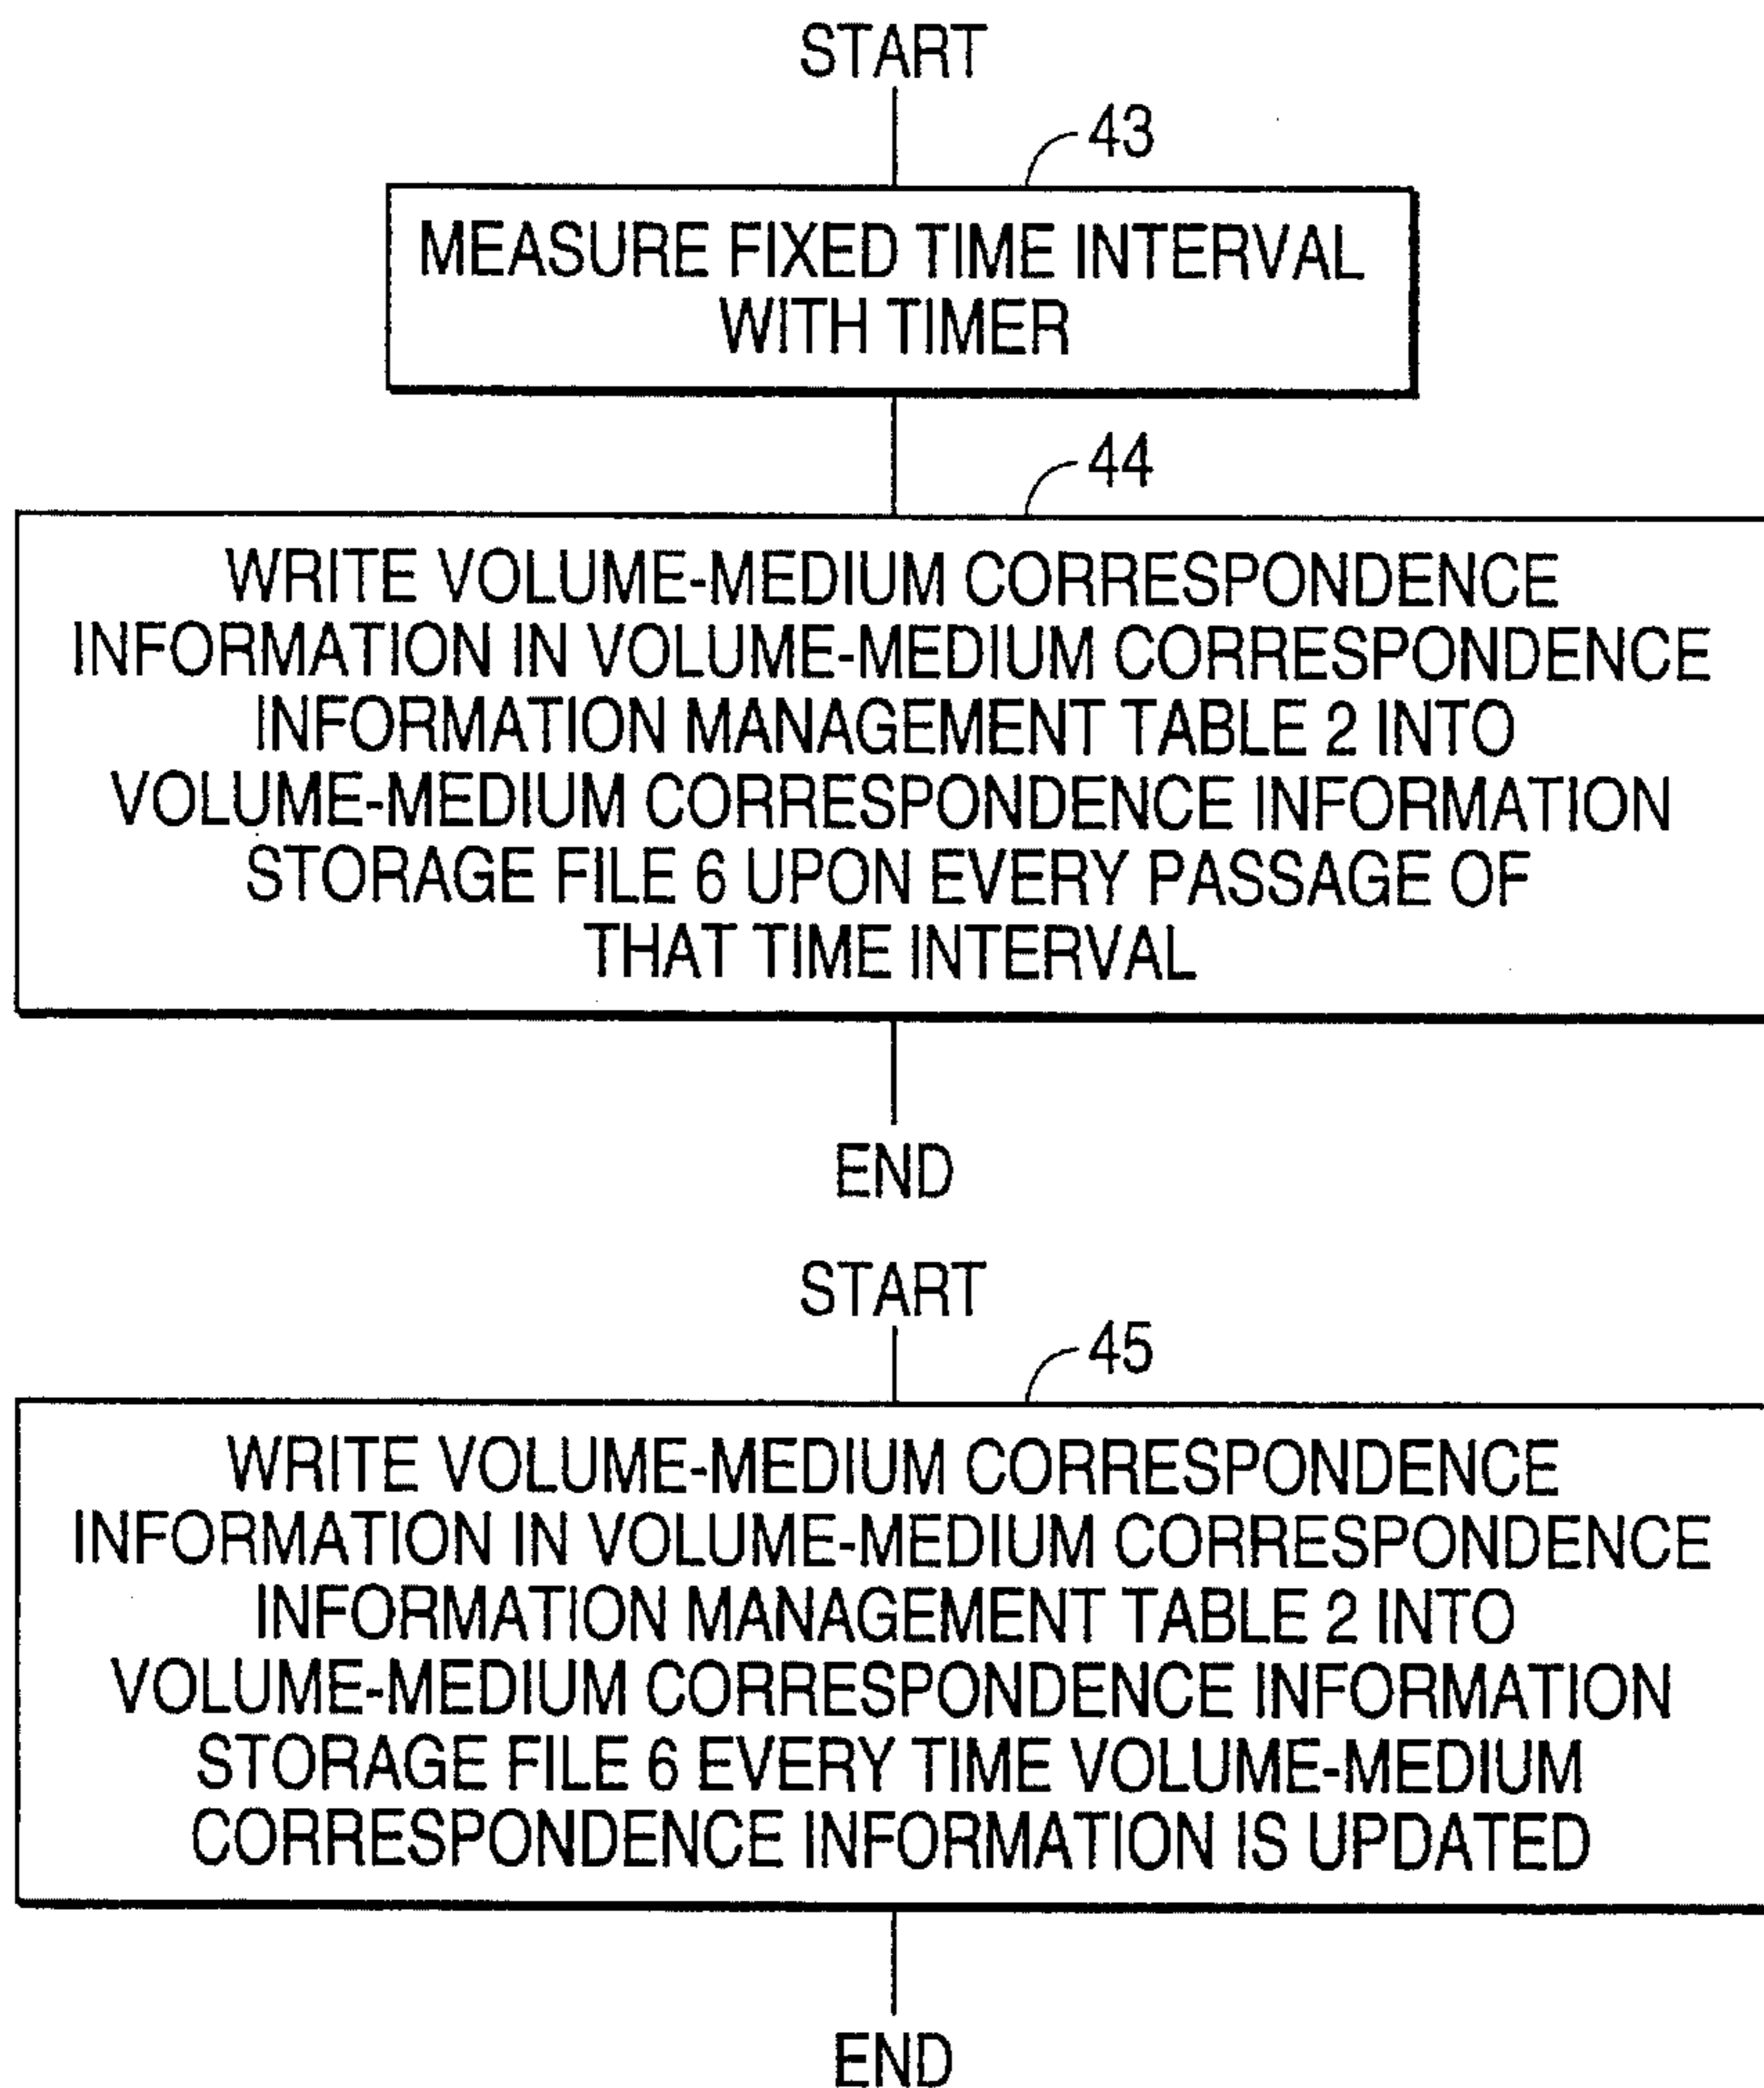 START
43
MEASURE FIXED TIME INTERVAL
WITH TIMER
44
WRITE VOLUME-MEDIUM CORRESPONDENCE
INFORMATION IN VOLUME-MEDIUM CORRESPONDENCE
INFORMATION MANAGEMENT TABLE 2 INTO
VOLUME-MEDIUM CORRESPONDENCE INFORMATION
STORAGE FILE 6 UPON EVERY PASSAGE OF
THAT TIME INTERVAL
END
START
45
WRITE VOLUME-MEDIUM CORRESPONDENCE
INFORMATION IN VOLUME-MEDIUM CORRESPONDENCE
INFORMATION MANAGEMENT TABLE 2 INTO
VOLUME-MEDIUM CORRESPONDENCE INFORMATION
STORAGE FILE 6 EVERY TIME VOLUME-MEDIUM
CORRESPONDENCE INFORMATION IS UPDATED
END